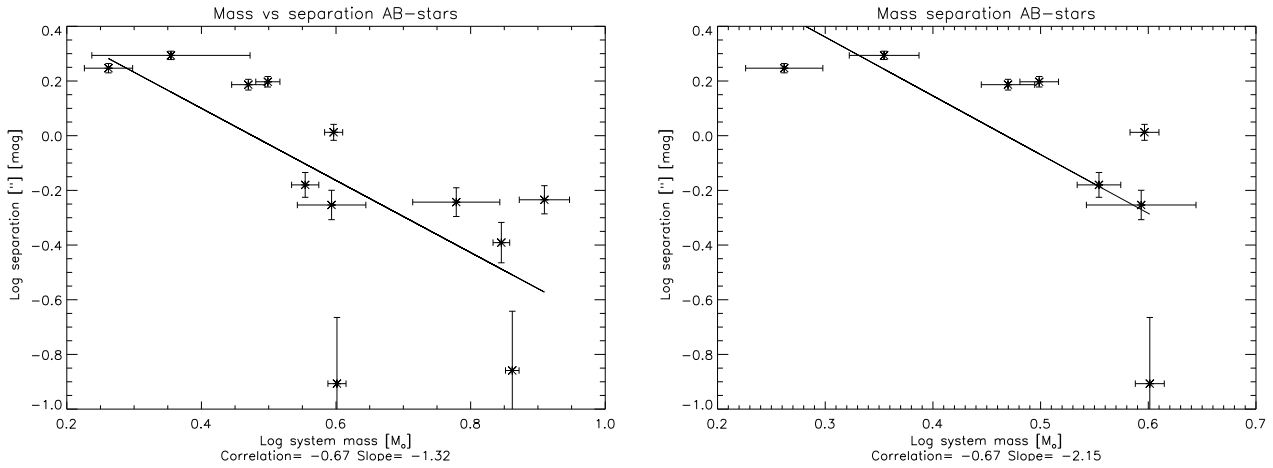 Mass vs separation AB-stars
0.4
0.2
0.0
-0.2
-0.4
-0.6
-0.8
-1.0
Log separation ["] [mag]
0.2 0.4 0.6 0.8 1.0
Log system mass [M₀]
Correlation= -0.67 Slope= -1.32
Mass separation AB-stars
0.4
0.2
0.0
-0.2
-0.4
-0.6
-0.8
-1.0
Log separation ["] [mag]
0.2 0.3 0.4 0.5 0.6 0.7
Log system mass [M₀]
Correlation= -0.67 Slope= -2.15